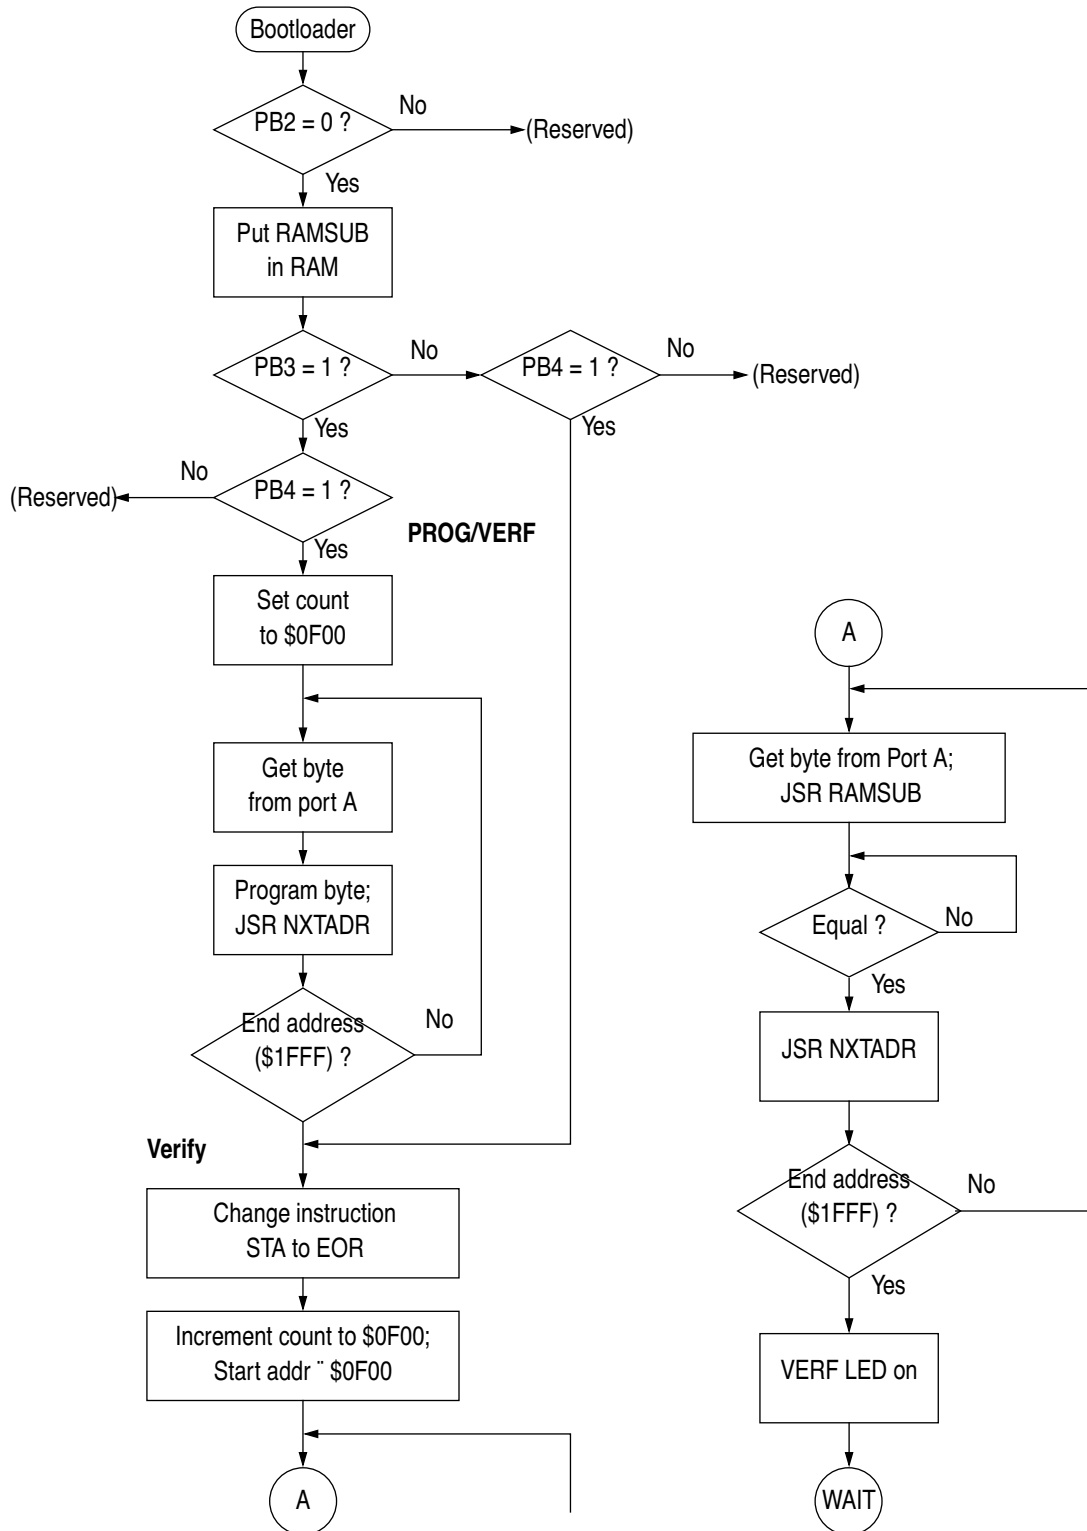 Bootloader
PB2 = 0 ?
No
(Reserved)
Yes
Put RAMSUB
in RAM
PB3 = 1 ?
No
PB4 = 1 ?
No
(Reserved)
Yes
Yes
(Reserved)
No
PB4 = 1 ?
PROG/VERF
Yes
Set count
to $0F00
Get byte
from port A
Program byte;
JSR NXTADR
End address
($1FFF) ?
No
Verify
Change instruction
STA to EOR
Increment count to $0F00;
Start addr ¨ $0F00
A
A
Get byte from Port A;
JSR RAMSUB
Equal ?
No
Yes
JSR NXTADR
End address
($1FFF) ?
No
Yes
VERF LED on
WAIT